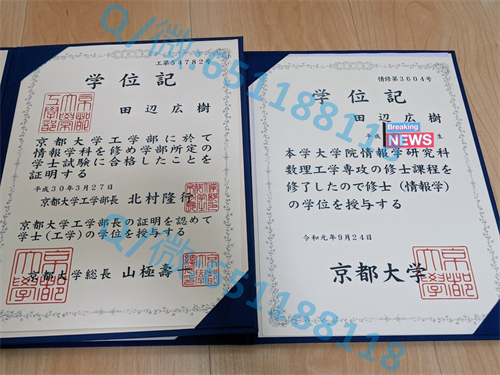 工第54782号
学位記
田辺広樹
京都大学工学部に於て
情報学科を修め学部所定の
学士試験に合格したことを
証明する
平成30年3月27日
京都大学工学部長 北村隆行
京都大学工学部長の証明を認めて
学士(工学)の学位を授与する
京都大学総長 山極壽一
情修第3604号
学位記
田辺広樹
Breaking
NEWS
生
本学大学院情報学研究科
数理工学専攻の修士課程を
修了したので修士(情報学)
の学位を授与する
令和元年9月24日
京都大学
Q/微:651188118
Q/微:651188118